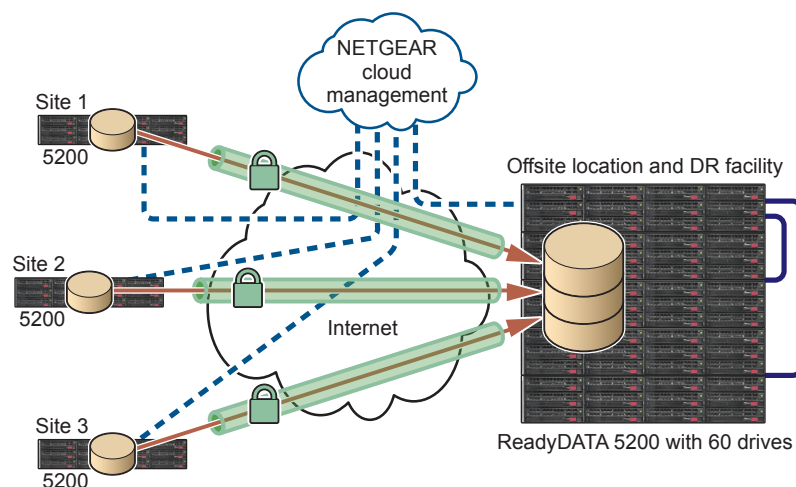 NETGEAR
cloud
management
Site 1
5200
Offsite location and DR facility
Site 2
5200
Internet
Site 3
5200
ReadyDATA 5200 with 60 drives